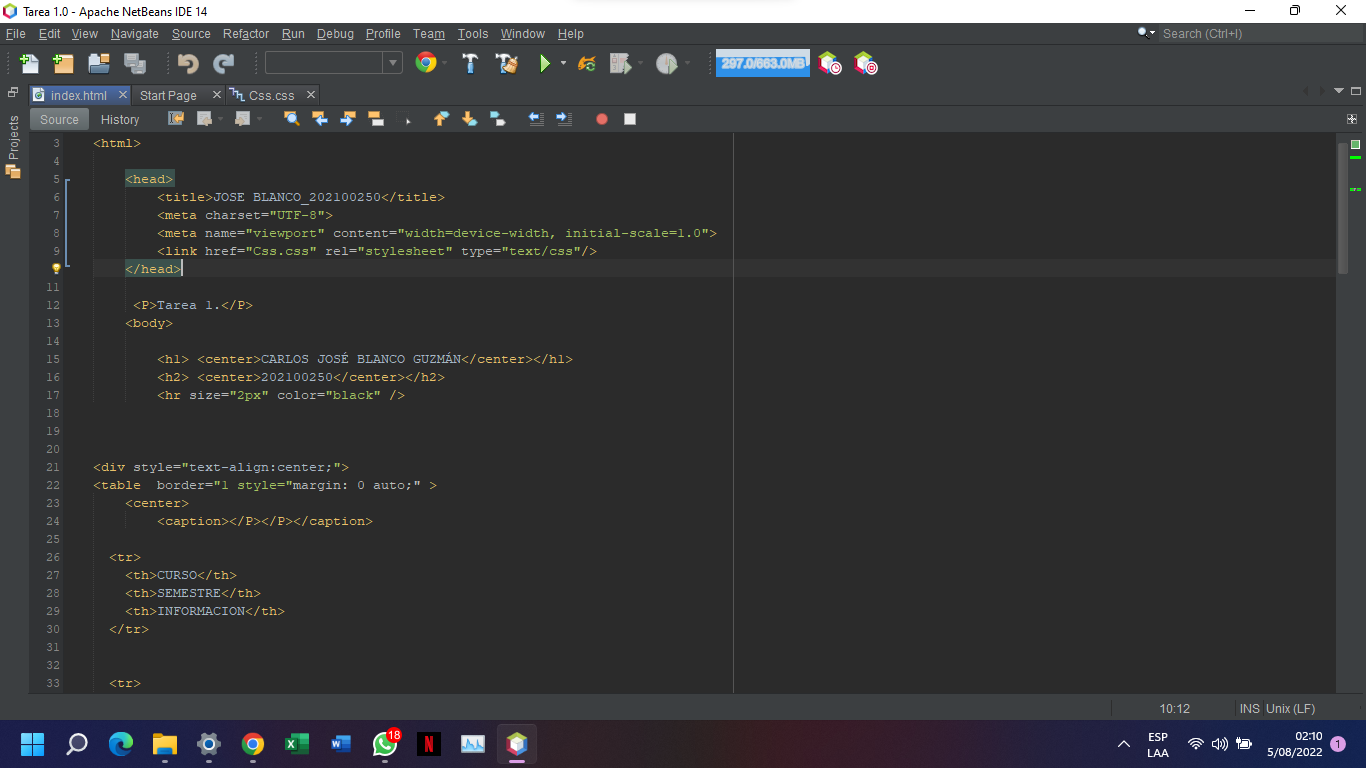 Tarea 1.0 - Apache NetBeans IDE 14
File Edit View Navigate Source Refactor Run Debug Profile Team Tools Window Help
Search (Ctrl+I)
297.0/663.0MB
index.html Start Page Css.css
Source History
Projects
3 <html>
4
5 <head>
6 <title>JOSE BLANCO_202100250</title>
7 <meta charset="UTF-8">
8 <meta name="viewport" content="width=device-width, initial-scale=1.0">
9 <link href="Css.css" rel="stylesheet" type="text/css"/>
</head>
11
12 <P>Tarea 1.</P>
13 <body>
14
15 <h1> <center>CARLOS JOSÉ BLANCO GUZMÁN</center></h1>
16 <h2> <center>202100250</center></h2>
17 <hr size="2px" color="black" />
18
19
20
21 <div style="text-align:center;">
22 <table  border="1 style="margin: 0 auto;" >
23 <center>
24 <caption></P></P></caption>
25
26 <tr>
27 <th>CURSO</th>
28 <th>SEMESTRE</th>
29 <th>INFORMACION</th>
30 </tr>
31
32
33 <tr>
10:12 INS Unix (LF)
18
N
ESP
LAA
02:10
5/08/2022
1